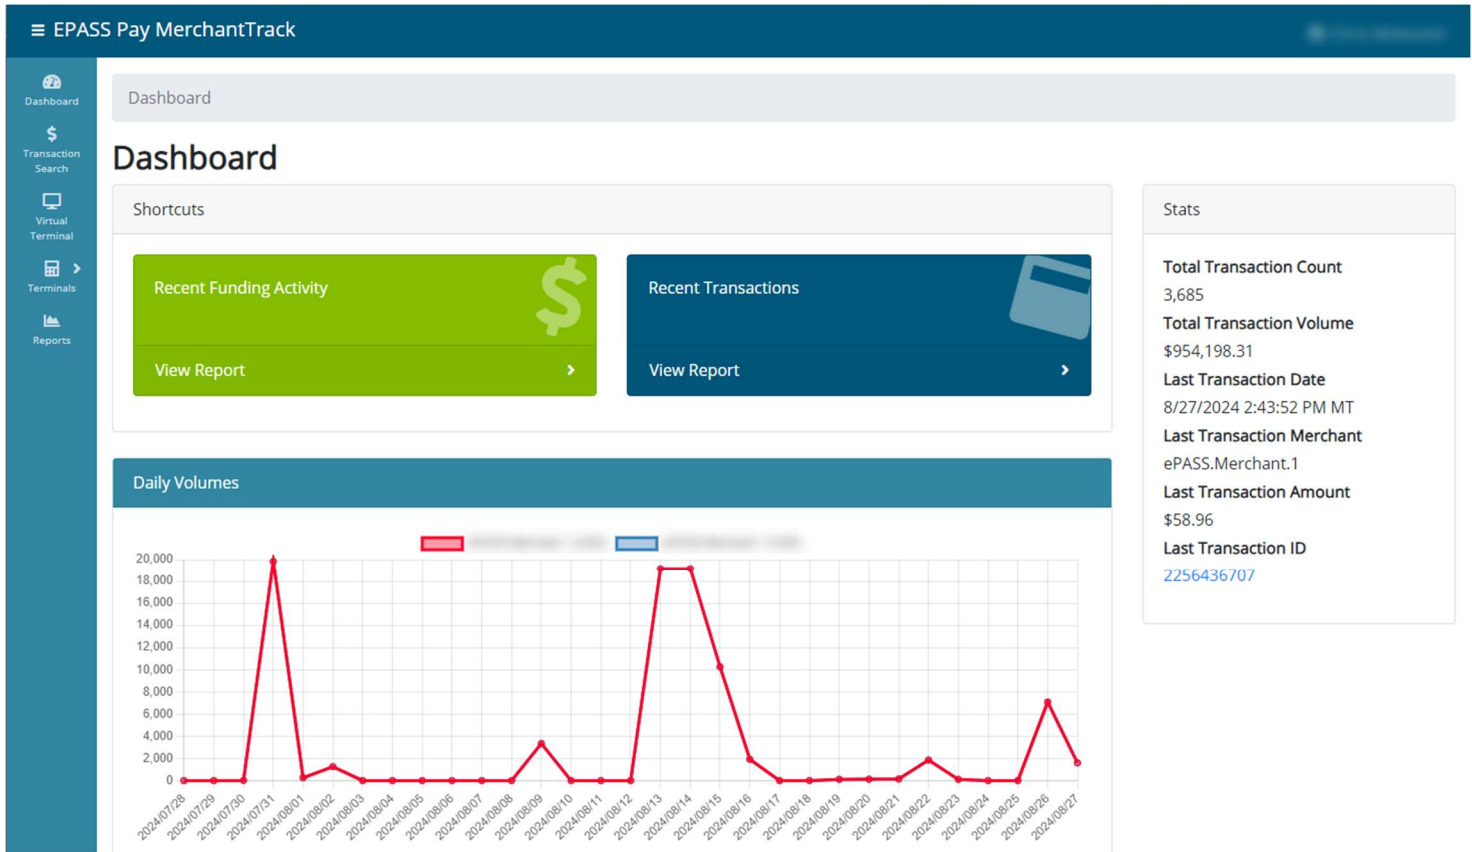 EPASS Pay MerchantTrack
Dashboard
Transaction
Search
Virtual
Terminal
Terminals
Reports
Dashboard
Dashboard
Shortcuts
Recent Funding Activity
View Report
Recent Transactions
View Report
Stats
Total Transaction Count
3,685
Total Transaction Volume
$954,198.31
Last Transaction Date
8/27/2024 2:43:52 PM MT
Last Transaction Merchant
ePASS.Merchant.1
Last Transaction Amount
$58.96
Last Transaction ID
2256436707
Daily Volumes
20,000
18,000
16,000
14,000
12,000
10,000
8,000
6,000
4,000
2,000
0
2024/07/28
2024/07/29
2024/07/30
2024/07/31
2024/08/01
2024/08/02
2024/08/03
2024/08/04
2024/08/05
2024/08/06
2024/08/07
2024/08/08
2024/08/09
2024/08/10
2024/08/11
2024/08/12
2024/08/13
2024/08/14
2024/08/15
2024/08/16
2024/08/17
2024/08/18
2024/08/19
2024/08/20
2024/08/21
2024/08/22
2024/08/23
2024/08/24
2024/08/25
2024/08/26
2024/08/27